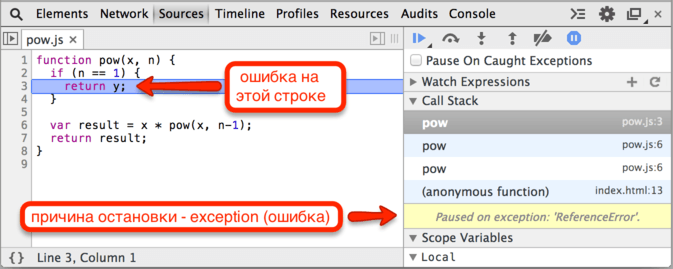 Elements Network Sources Timeline Profiles Resources Audits Console
pow.js ×
1 function pow(x, n) {
2   if (n == 1) {
3     return y;
4   }
5
6   var result = x * pow(x, n-1);
7   return result;
8 }
9
ошибка на
этой строке
причина остановки - exception (ошибка)
{} Line 3, Column 1
Pause On Caught Exceptions
Watch Expressions
Call Stack
pow pow.js:3
pow pow.js:6
pow pow.js:6
(anonymous function) index.html:13
Paused on exception: 'ReferenceError'.
Scope Variables
Local